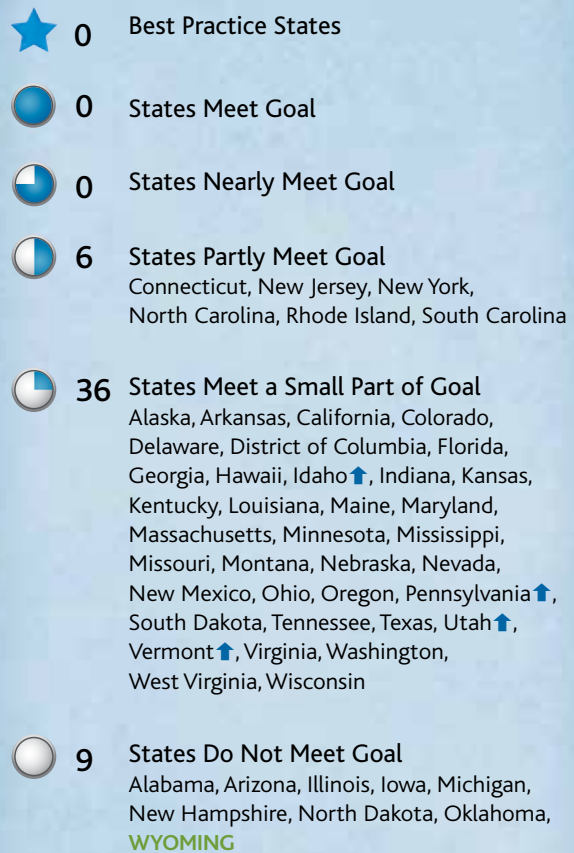 0 Best Practice States
0 States Meet Goal
0 States Nearly Meet Goal
6 States Partly Meet Goal
Connecticut, New Jersey, New York,
North Carolina, Rhode Island, South Carolina
36 States Meet a Small Part of Goal
Alaska, Arkansas, California, Colorado,
Delaware, District of Columbia, Florida,
Georgia, Hawaii, Idaho⬆, Indiana, Kansas,
Kentucky, Louisiana, Maine, Maryland,
Massachusetts, Minnesota, Mississippi,
Missouri, Montana, Nebraska, Nevada,
New Mexico, Ohio, Oregon, Pennsylvania⬆,
South Dakota, Tennessee, Texas, Utah⬆,
Vermont⬆, Virginia, Washington,
West Virginia, Wisconsin
9 States Do Not Meet Goal
Alabama, Arizona, Illinois, Iowa, Michigan,
New Hampshire, North Dakota, Oklahoma,
WYOMING